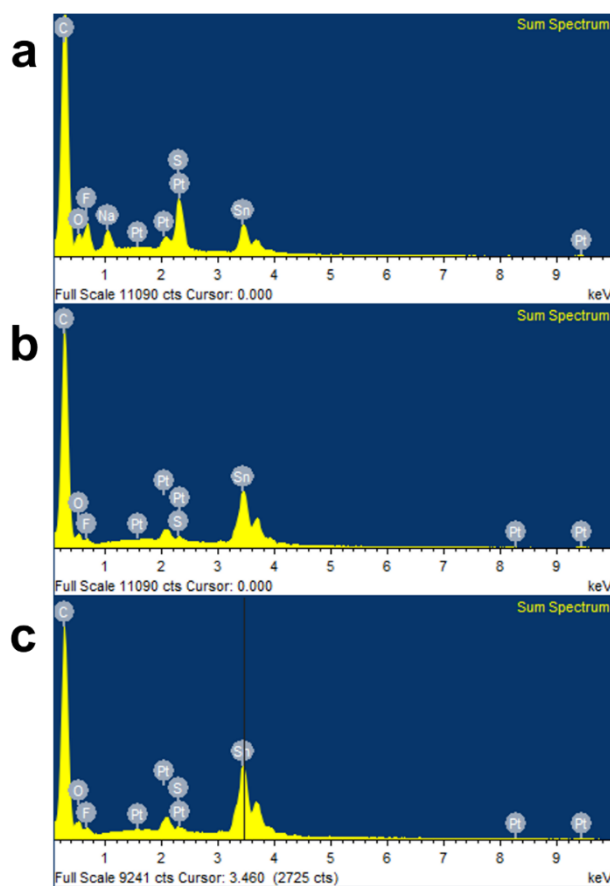 a
Sum Spectrum
C
S
F Pt
O Na Pt Sn
Pt Pt
1 2 3 4 5 6 7 8 9
Full Scale 11090 cts Cursor: 0.000 keV
b
Sum Spectrum
C
Pt Sn
O Pt
F Pt S Pt Pt
1 2 3 4 5 6 7 8 9
Full Scale 11090 cts Cursor: 0.000 keV
c
Sum Spectrum
C
Pt Sn
O S
F Pt Pt Pt Pt
1 2 3 4 5 6 7 8 9
Full Scale 9241 cts Cursor: 3.460 (2725 cts) keV